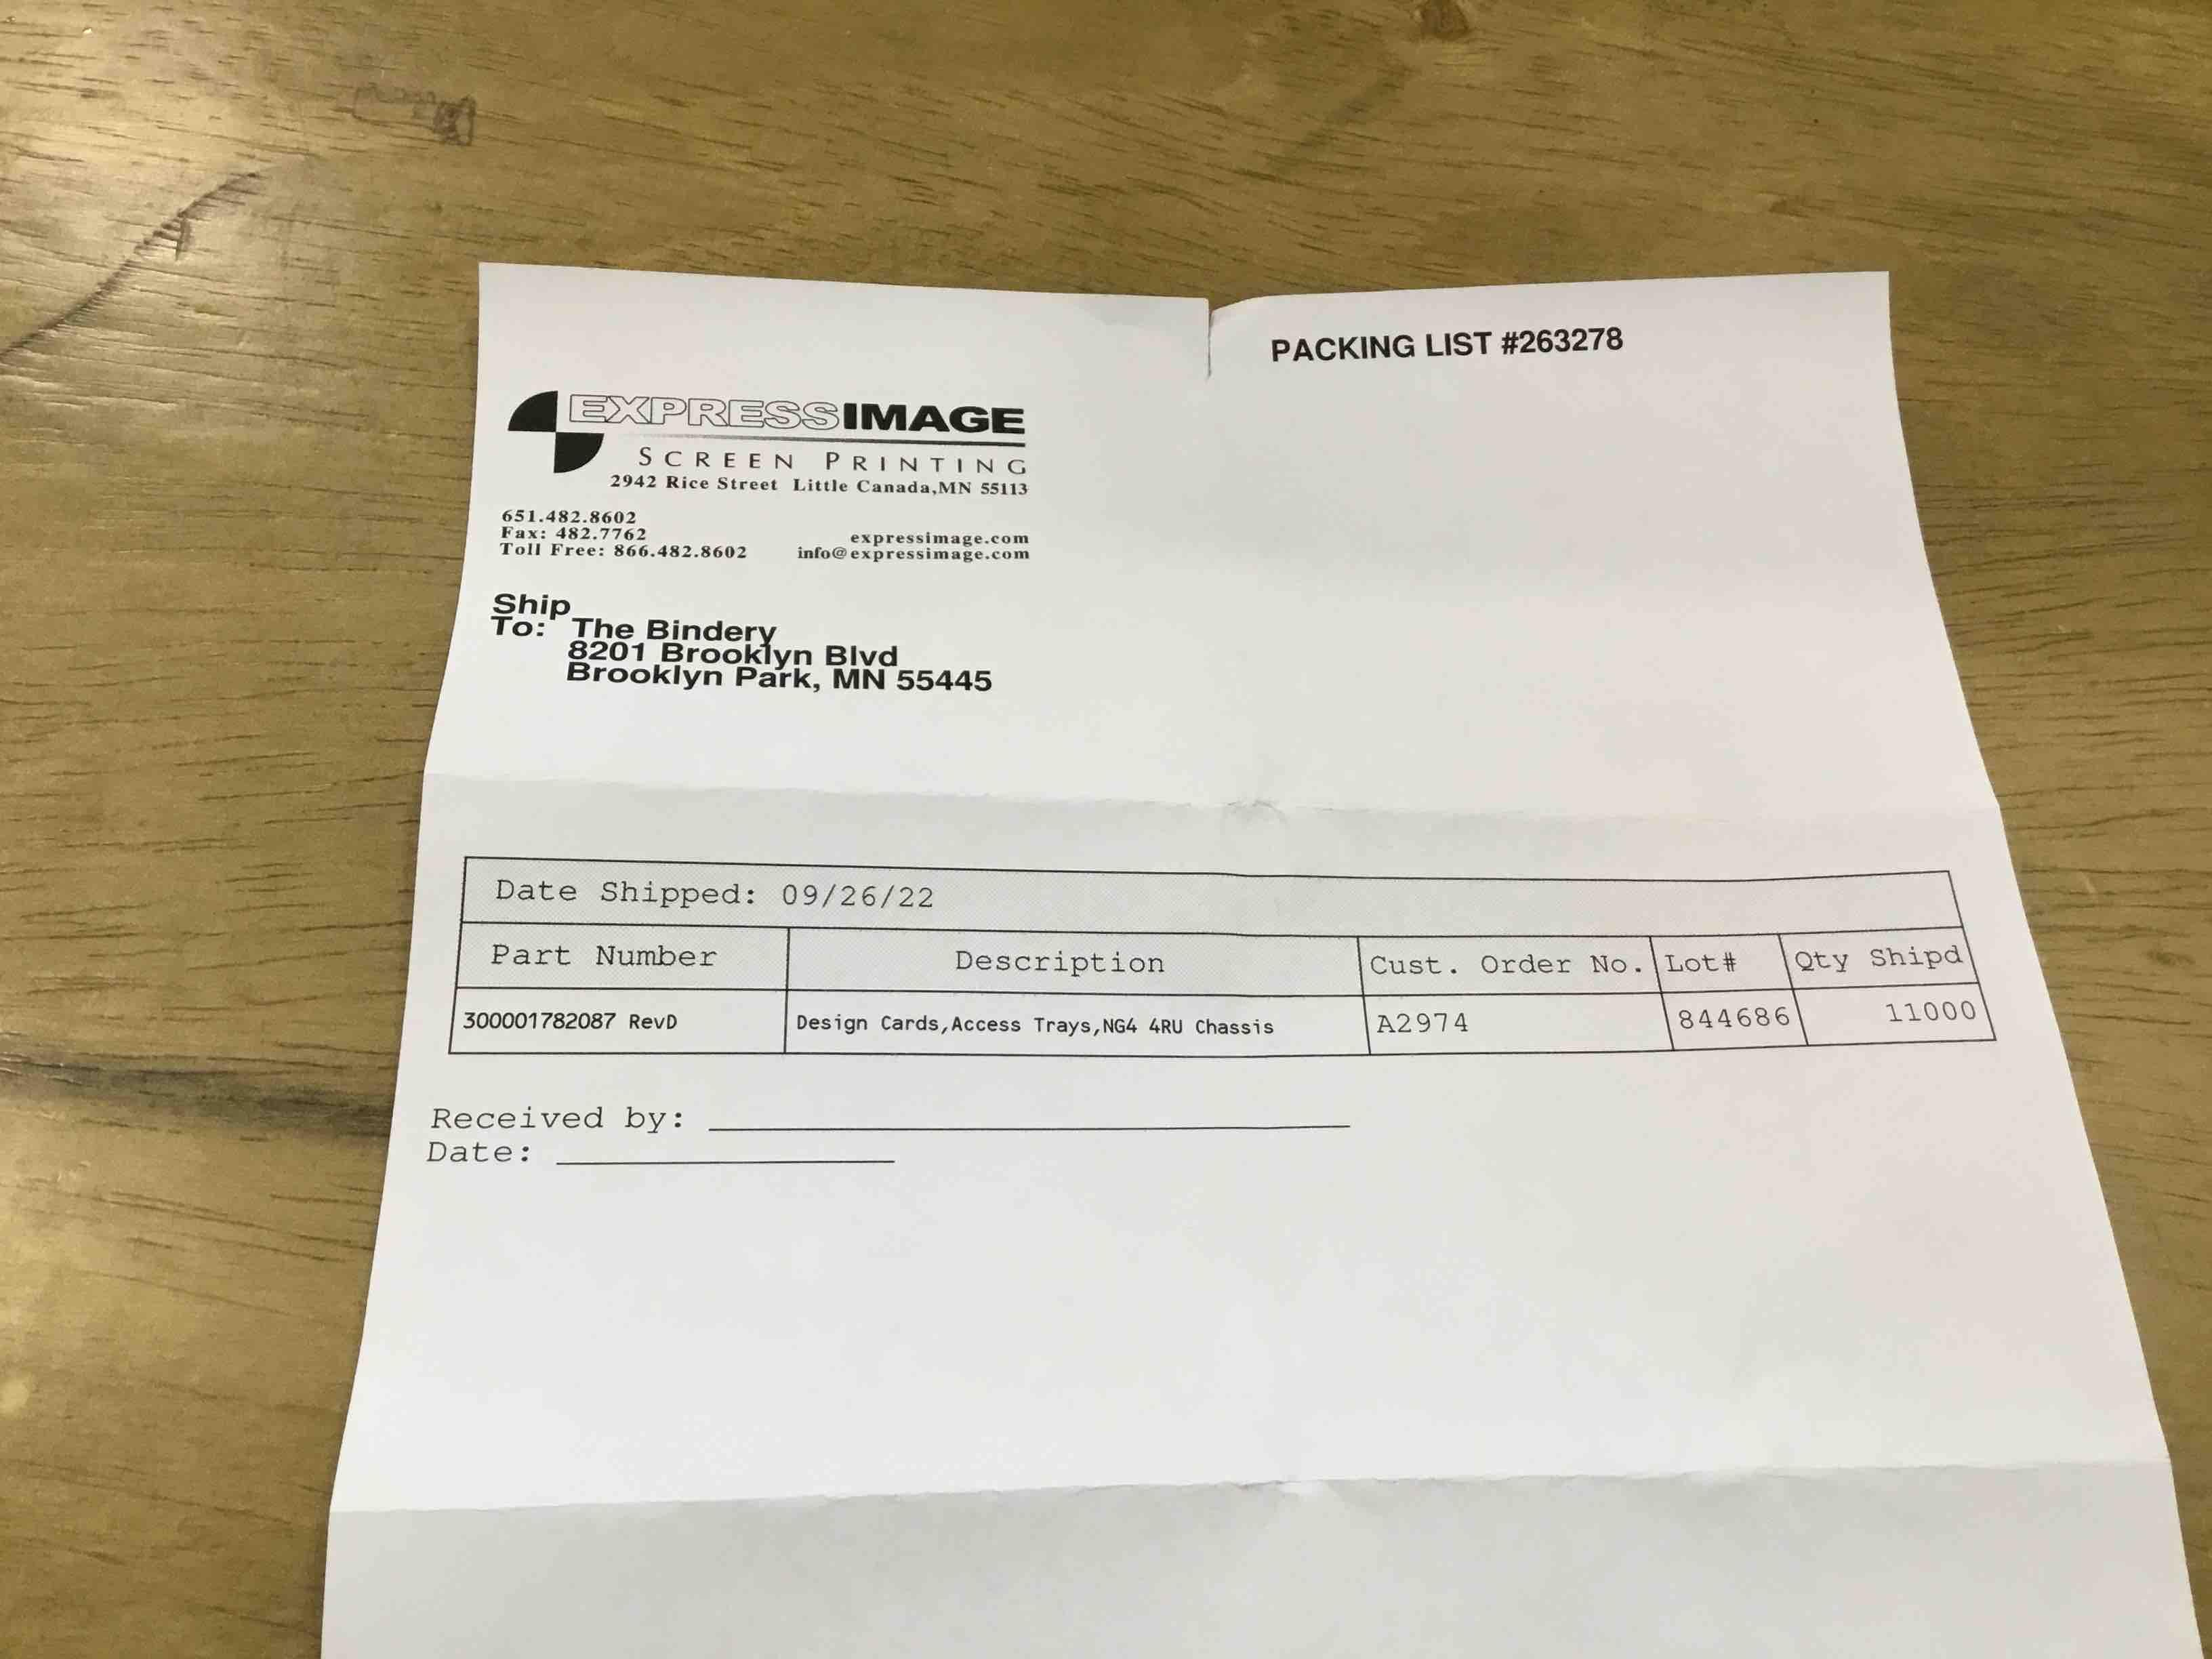 PACKING LIST #263278
EXPRESSIMAGE
SCREEN PRINTING
2942 Rice Street Little Canada,MN 55113
651.482.8602
Fax: 482.7762 expressimage.com
Toll Free: 866.482.8602 info@expressimage.com
Ship
To: The Bindery
8201 Brooklyn Blvd
Brooklyn Park, MN 55445
Date Shipped: 09/26/22
Part Number Description Cust. Order No. Lot# Qty Shipd
300001782087 RevD Design Cards,Access Trays,NG4 4RU Chassis A2974 844686 11000
Received by:
Date: